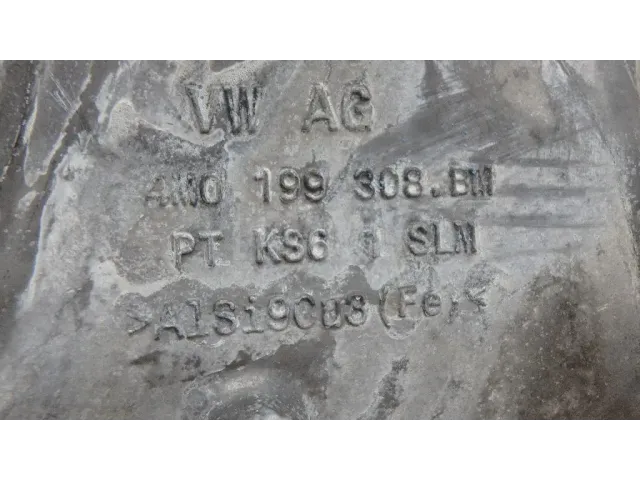 VW AG
4M0.199 308.BM
PT KS6 1 SLM
>AlSi9Cu3(Fe)<